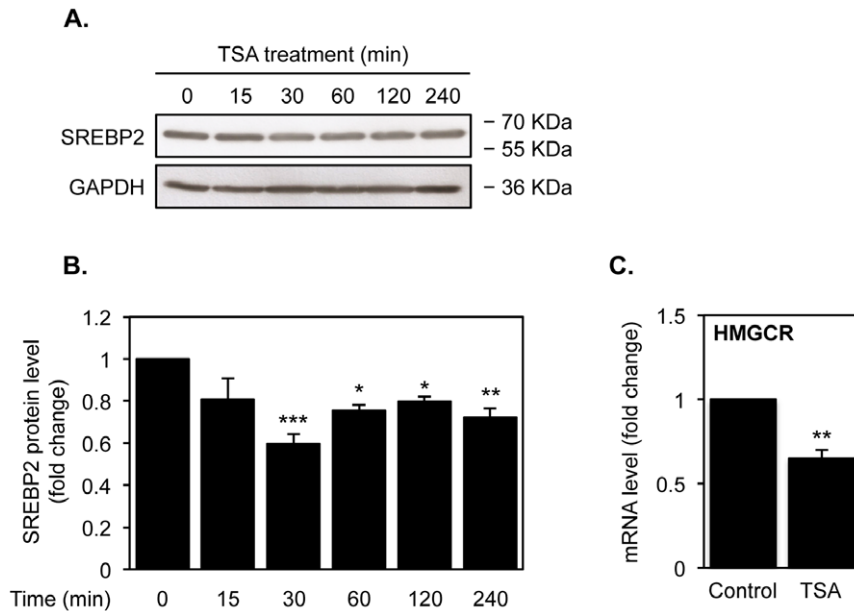 A.
TSA treatment (min)
0 15 30 60 120 240
SREBP2
− 70 KDa
− 55 KDa
GAPDH
− 36 KDa
B.
SREBP2 protein level
(fold change)
1.2
1
0.8
0.6
0.4
0.2
0
***
*
*
**
Time (min) 0 15 30 60 120 240
C.
mRNA level (fold change)
1.5
1
0.5
0
HMGCR
**
Control TSA